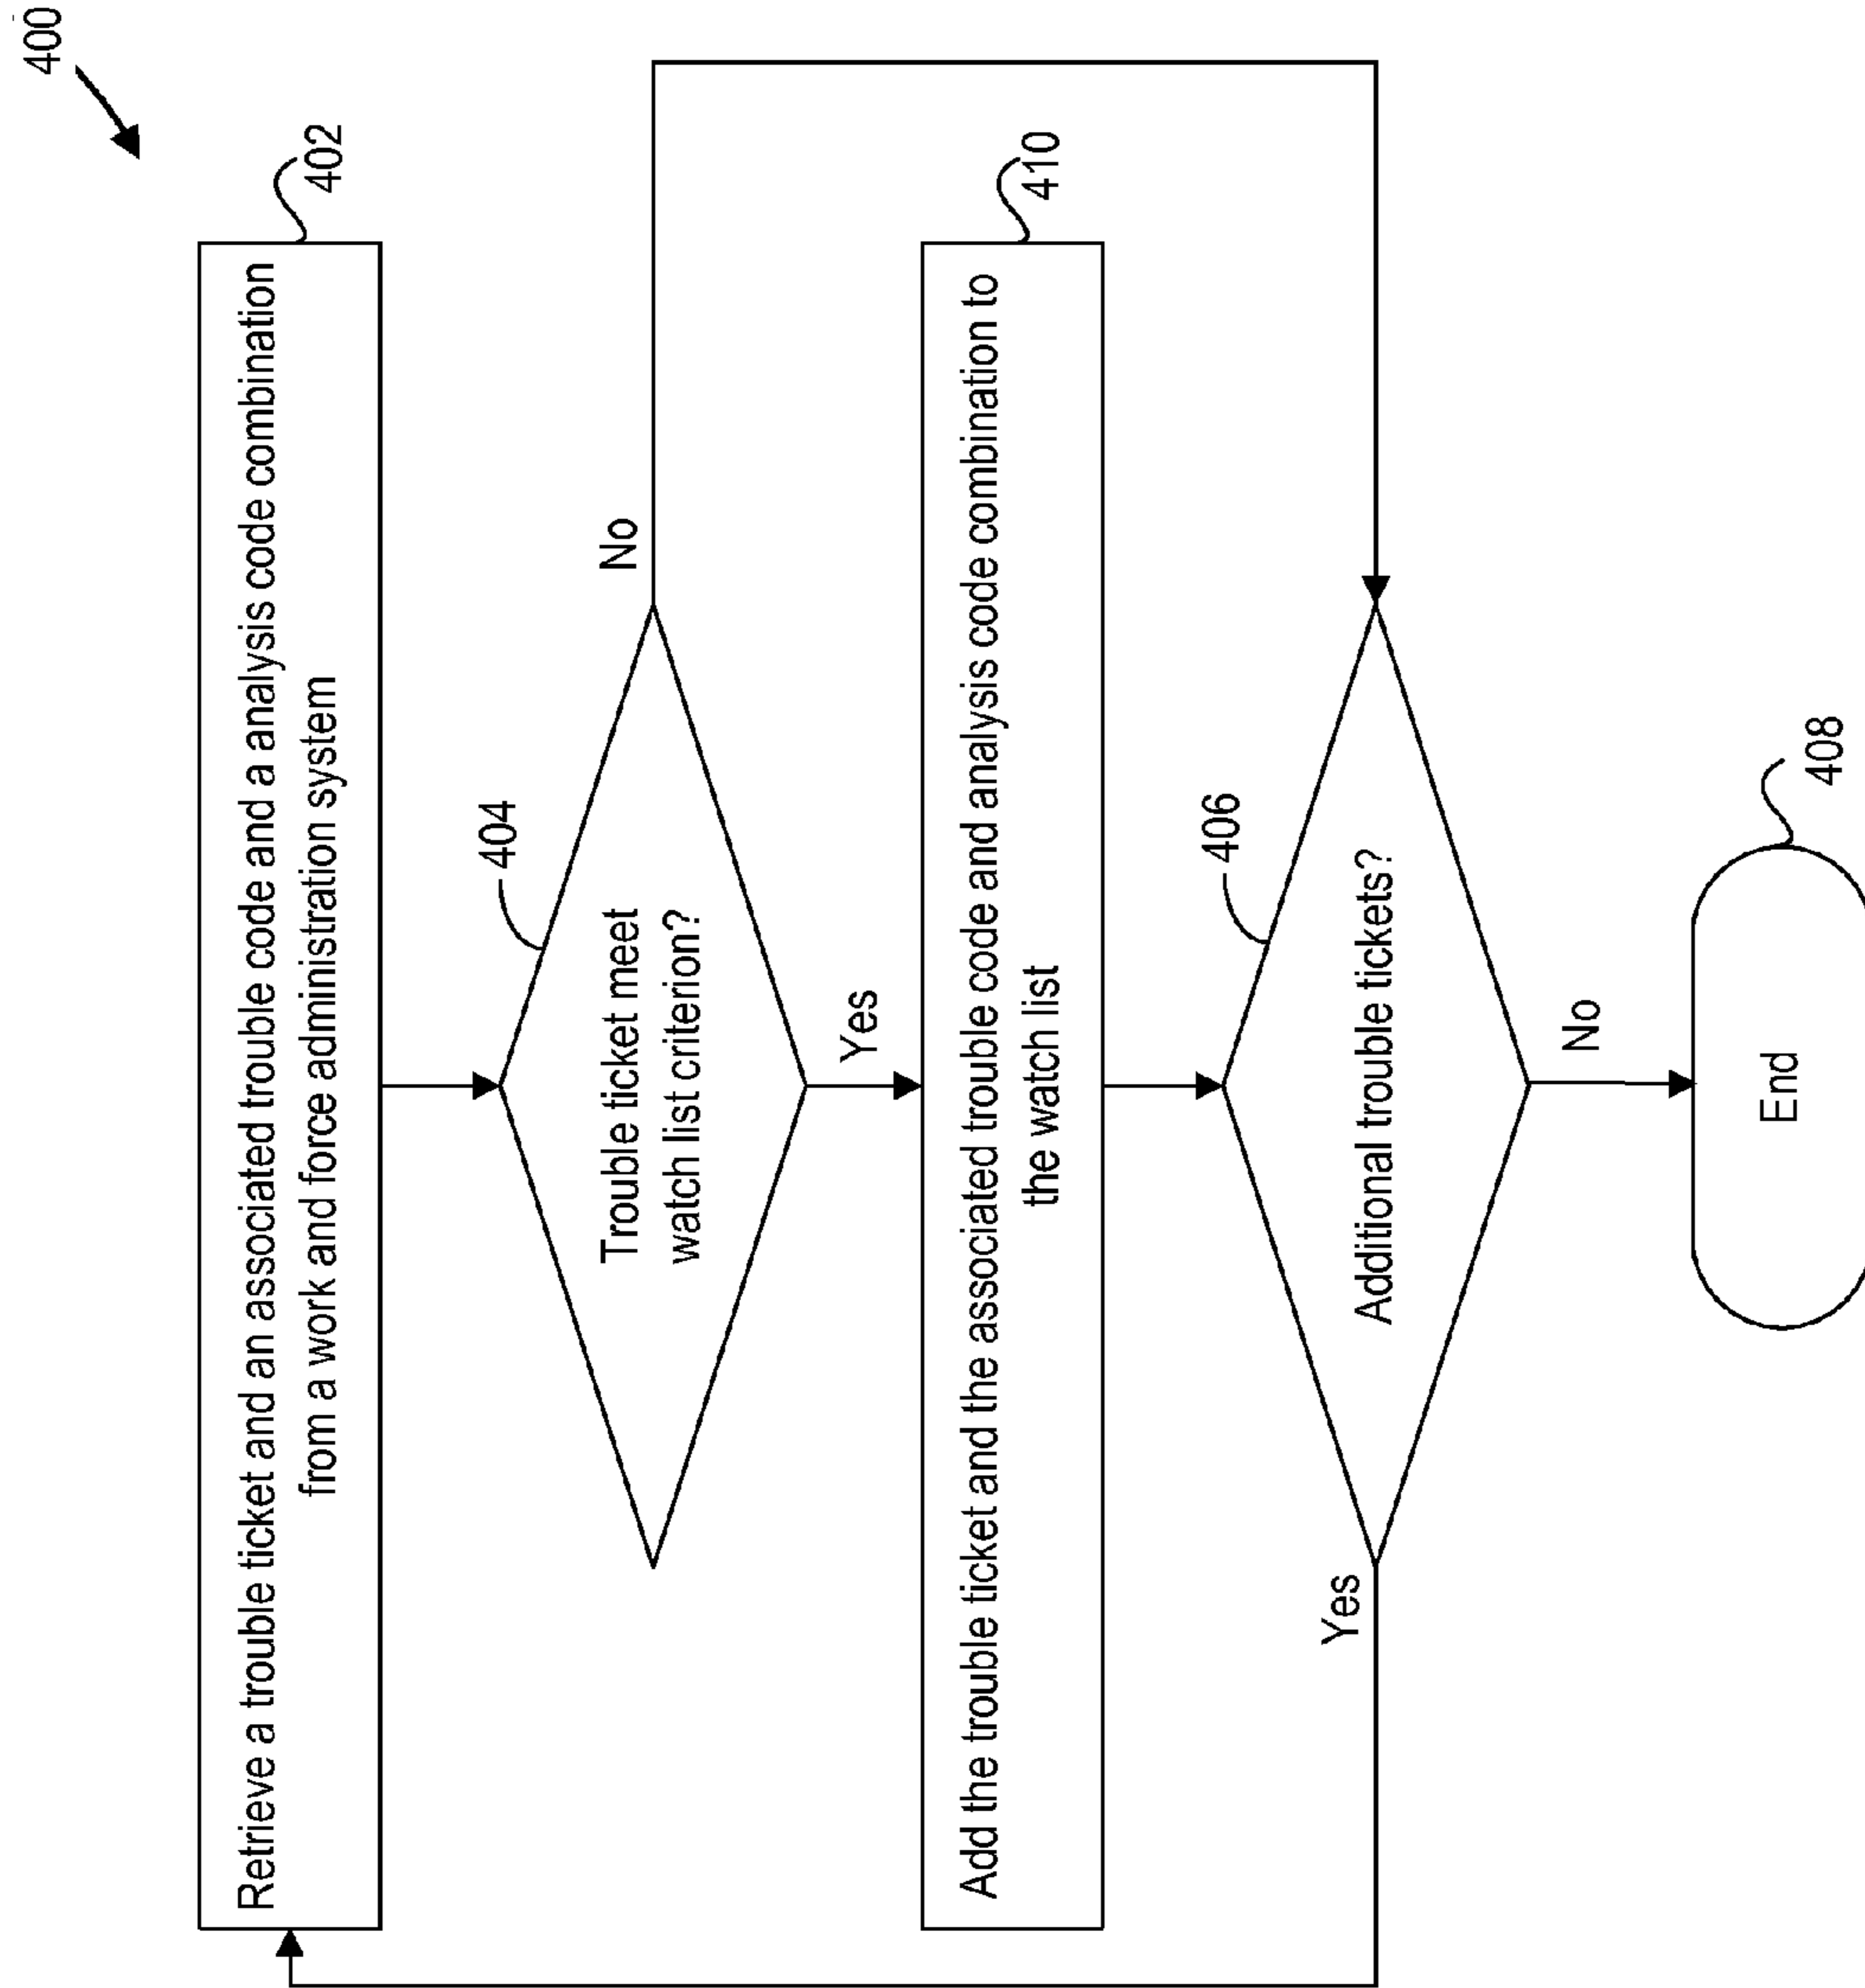 400
Retrieve a trouble ticket and an associated trouble code and a analysis code combination
from a work and force administration system
402
404
Trouble ticket meet
watch list criterion?
No
Yes
Add the trouble ticket and the associated trouble code and analysis code combination to
the watch list
410
406
Additional trouble tickets?
Yes
No
End
408